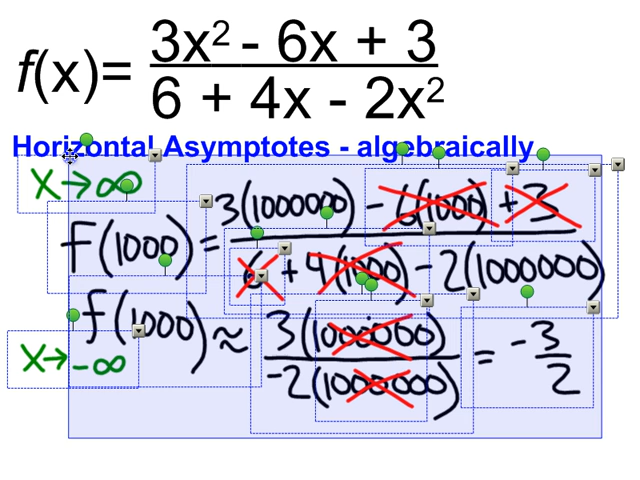 f(x)= 3x² - 6x + 3
6 + 4x - 2x²
Horizontal Asymptotes - algebraically
x→∞
f(1000) = 3(1000000) - 6(1000) + 3
6 + 4(1000) - 2(1000000)
f(1000) ≈ 3(1000000)
-2(1000000) = -3
2
x→-∞